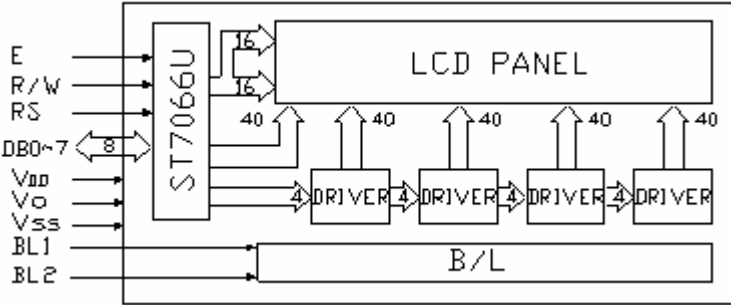 E
R/W
RS
DB0~7
8
VDD
Vo
Vss
BL1
BL2
ST7066U
16
16
LCD PANEL
40
40
40
40
40
4
DRIVER
4
DRIVER
4
DRIVER
4
DRIVER
B/L